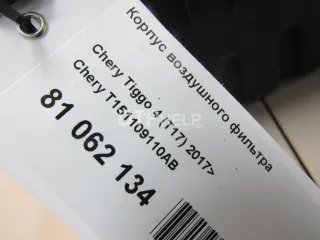 Корпус воздушного фильтра
Chery Tiggo 4 (T17) 2017>
Chery T151109110AB
81 062 134